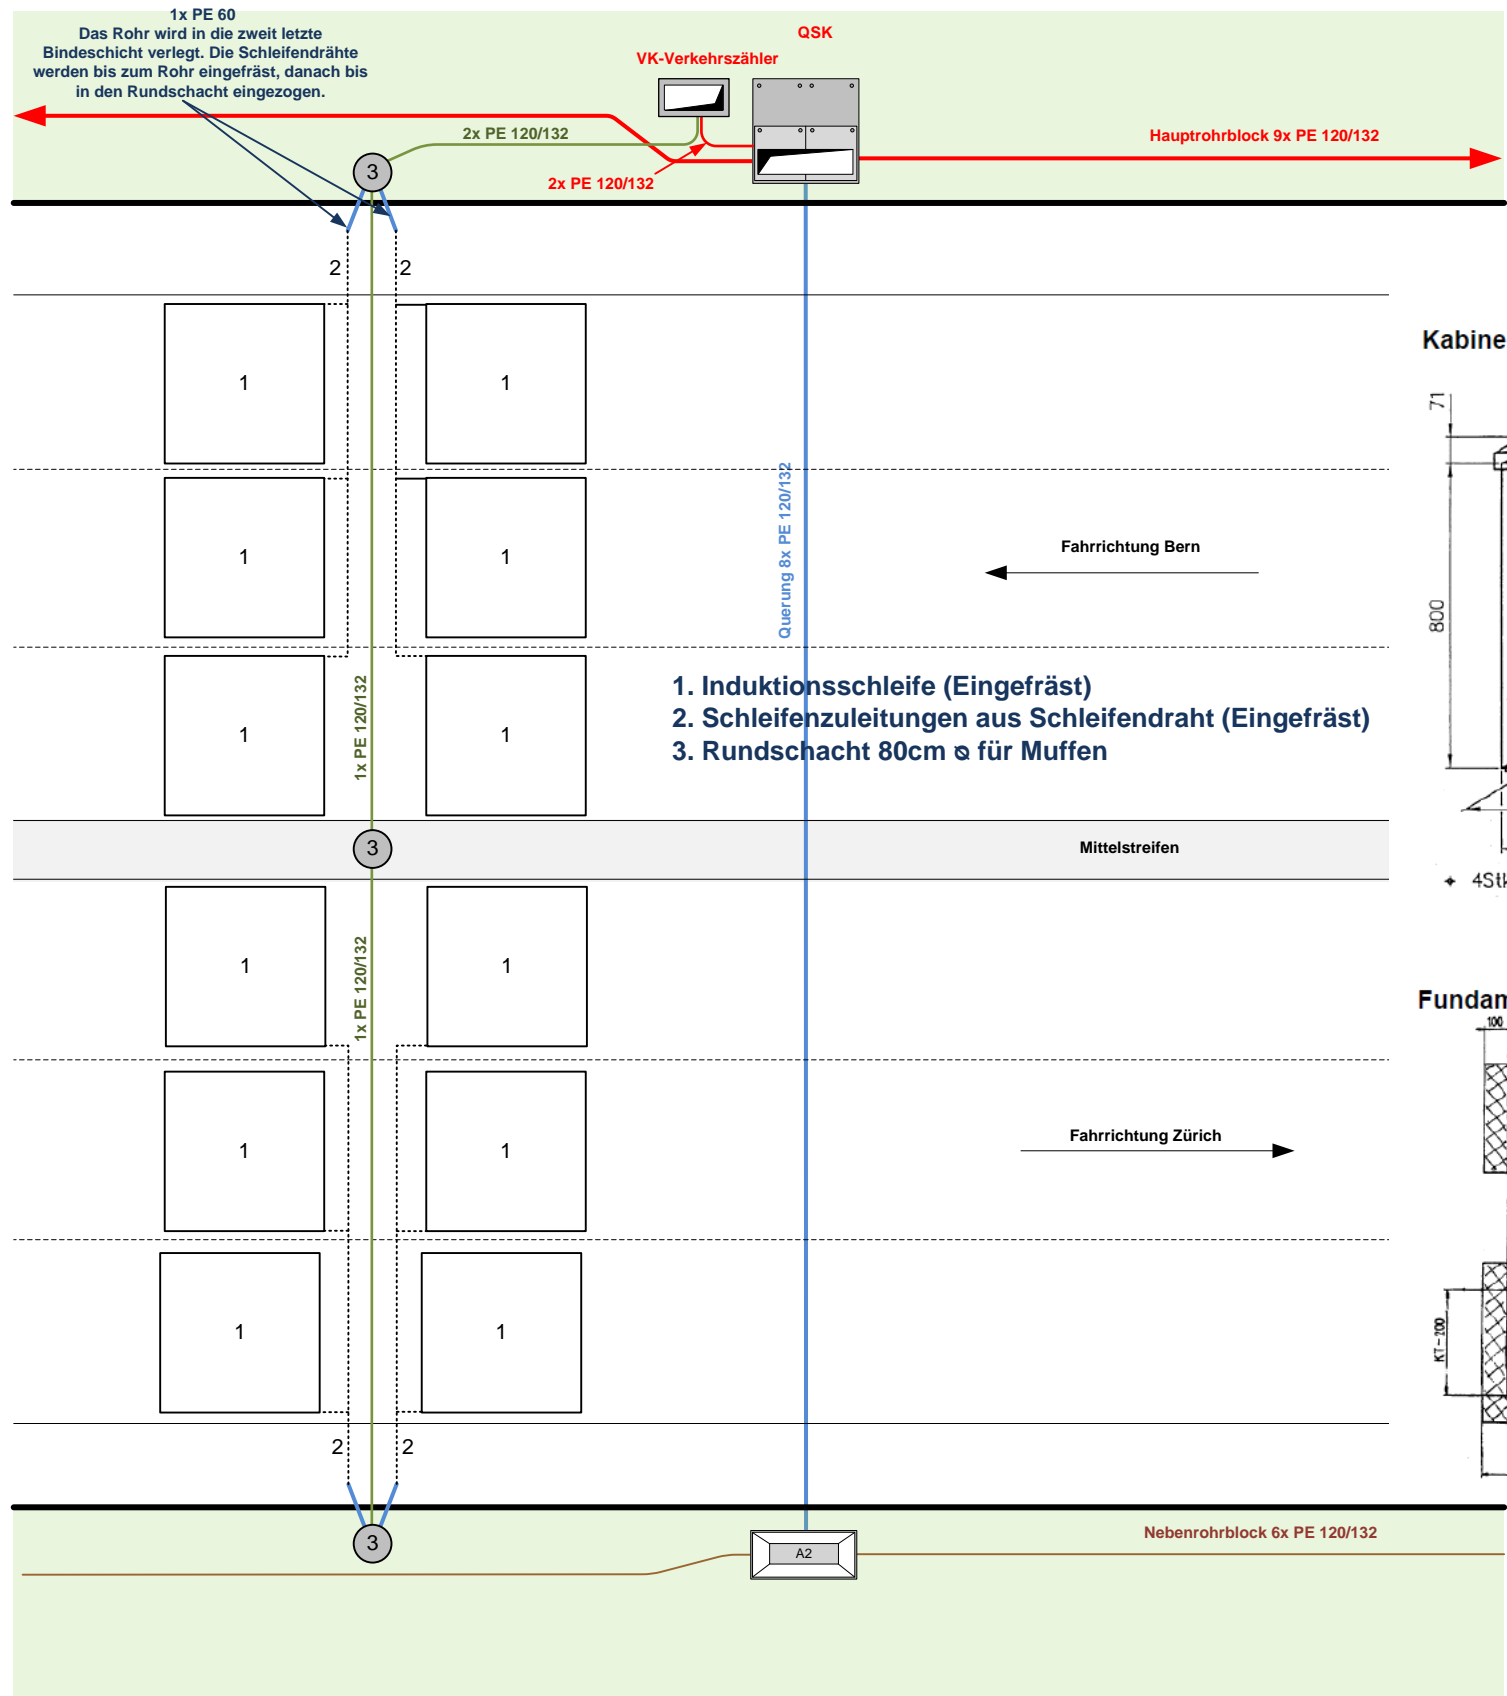 1x PE 60
Das Rohr wird in die zweit letzte
Bindeschicht verlegt. Die Schleifendrähte
werden bis zum Rohr eingefräst, danach bis
in den Rundschacht eingezogen.
QSK
VK-Verkehrszähler
2x PE 120/132
Hauptrohrblock 9x PE 120/132
2x PE 120/132
3
2
2
1
1
Kabine
71
Querung 8x PE 120/132
1
1
Fahrrichtung Bern
800
1x PE 120/132
1
1
1. Induktionsschleife (Eingefräst)
2. Schleifenzuleitungen aus Schleifendraht (Eingefräst)
3. Rundschacht 80cm ⦰ für Muffen
3
Mittelstreifen
4Stk
1x PE 120/132
1
1
Fundam
100
1
1
Fahrrichtung Zürich
1
1
KT-200
2
2
3
A2
Nebenrohrblock 6x PE 120/132